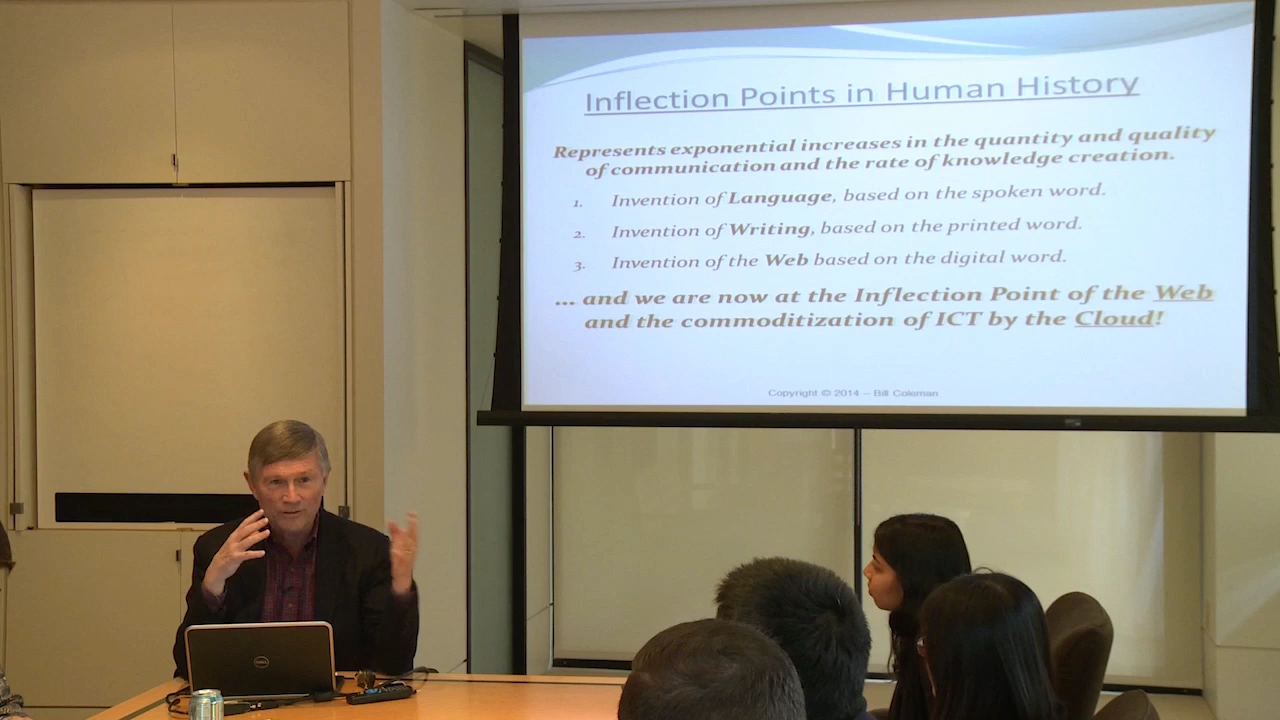 Inflection Points in Human History
Represents exponential increases in the quantity and quality
of communication and the rate of knowledge creation.
1. Invention of Language, based on the spoken word.
2. Invention of Writing, based on the printed word.
3. Invention of the Web based on the digital word.
... and we are now at the Inflection Point of the Web
and the commoditization of ICT by the Cloud!
Copyright © 2014 – Bill Coleman
DELL